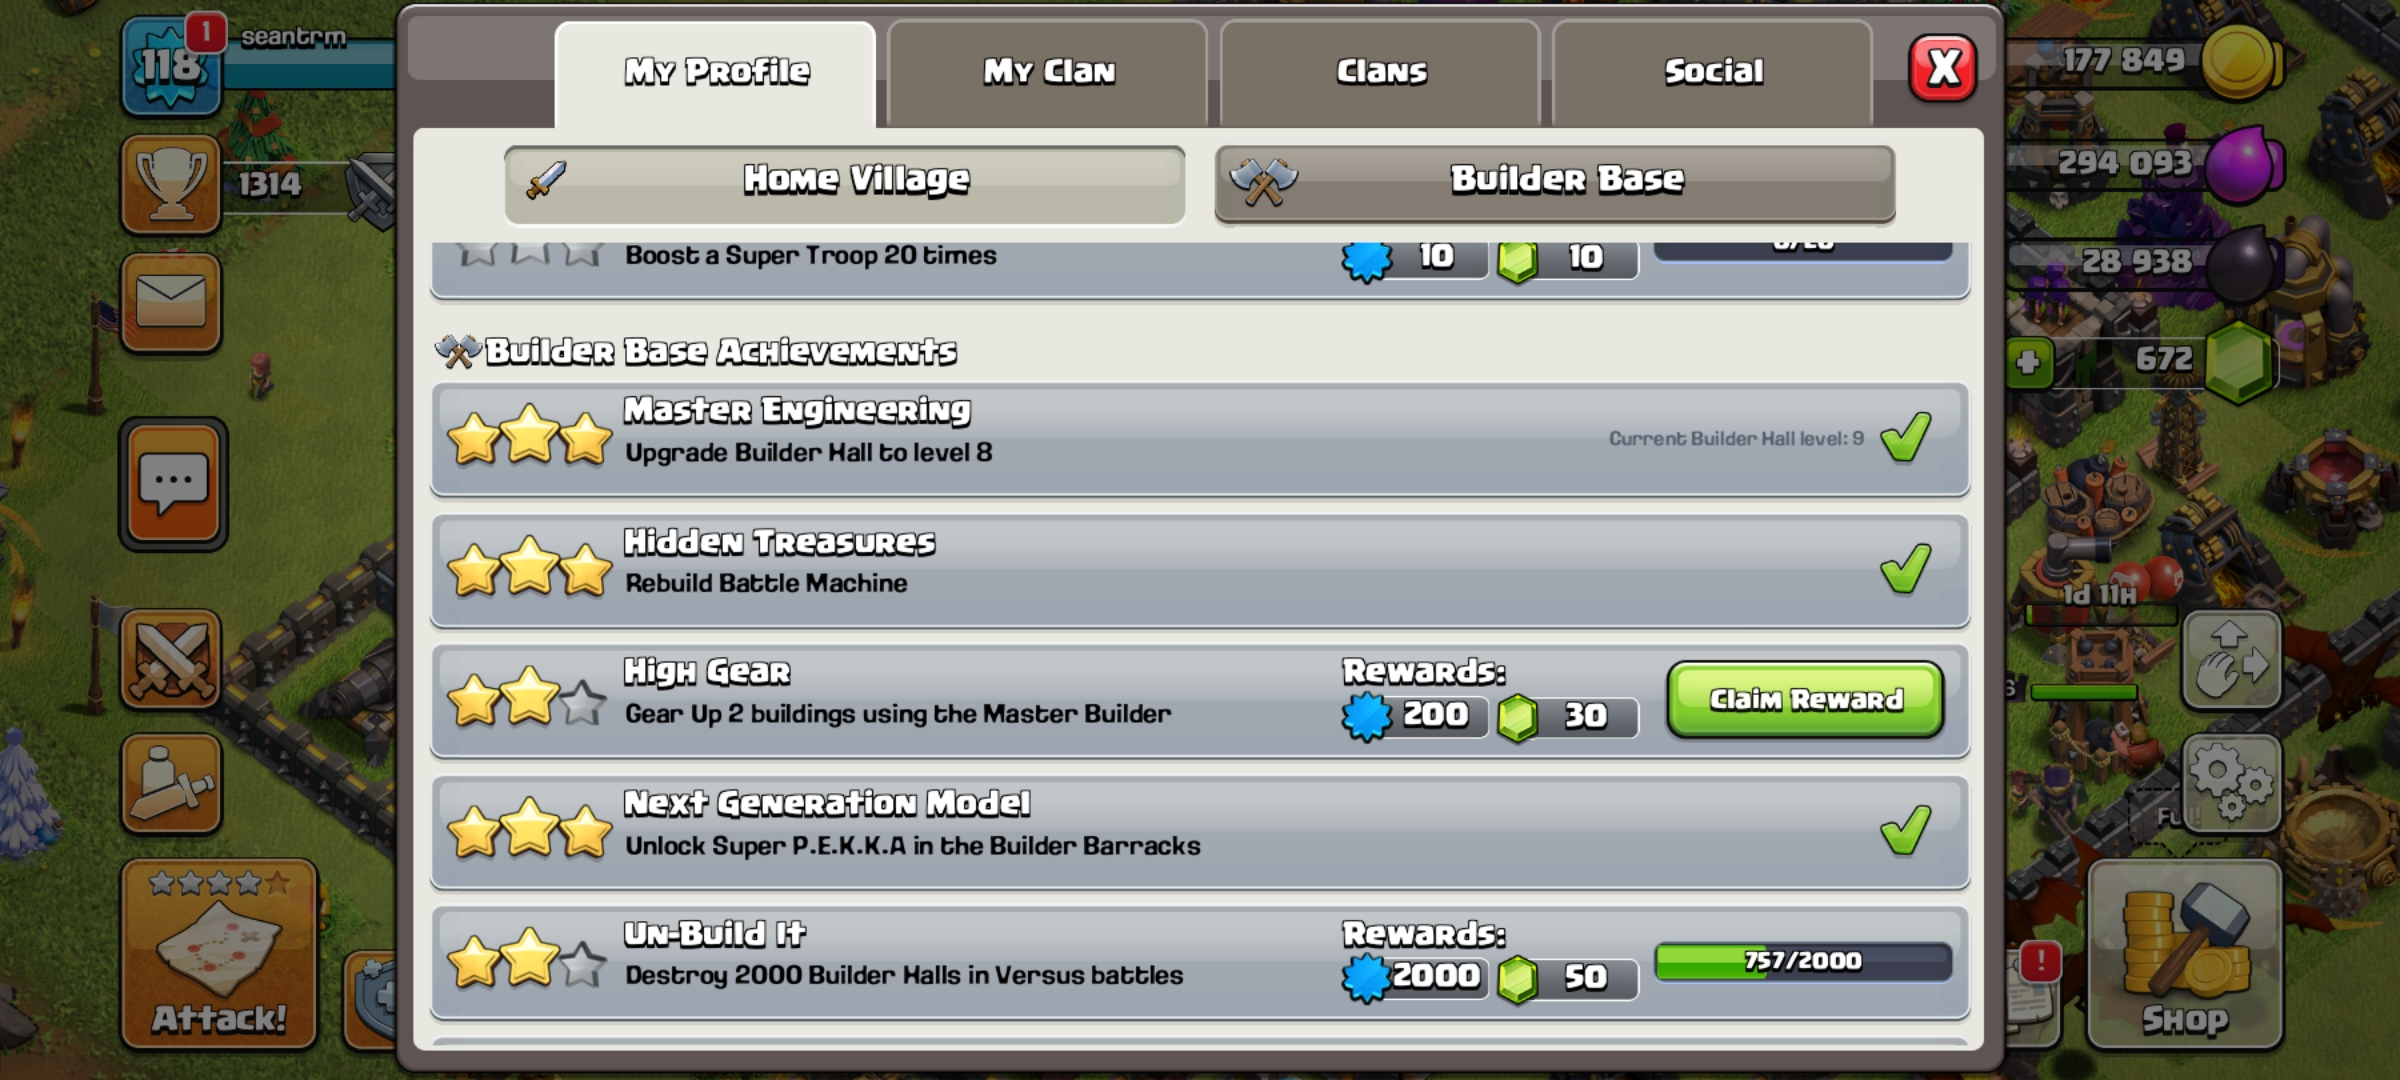 118
1
seantrm
1314
Attack!
My Profile
My Clan
Clans
Social
X
Home Village
Builder Base
Boost a Super Troop 20 times
10
10
Builder Base Achievements
Master Engineering
Upgrade Builder Hall to level 8
Current Builder Hall level: 9
Hidden Treasures
Rebuild Battle Machine
High Gear
Gear Up 2 buildings using the Master Builder
Rewards:
200
30
Claim Reward
Next Generation Model
Unlock Super P.E.K.K.A in the Builder Barracks
Un-Build It
Destroy 2000 Builder Halls in Versus battles
Rewards:
2000
50
757/2000
177 849
294 093
28 938
672
1d 11H
!
Shop